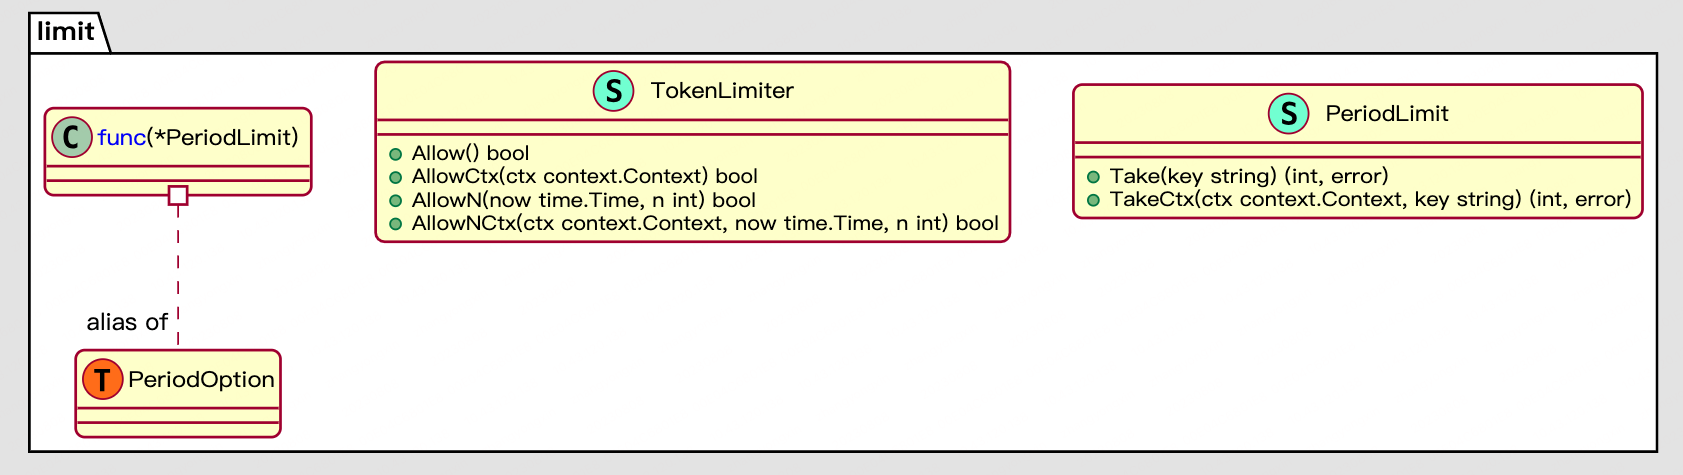 limit
C func(*PeriodLimit)
alias of
T PeriodOption
S TokenLimiter
Allow() bool
AllowCtx(ctx context.Context) bool
AllowN(now time.Time, n int) bool
AllowNCtx(ctx context.Context, now time.Time, n int) bool
S PeriodLimit
Take(key string) (int, error)
TakeCtx(ctx context.Context, key string) (int, error)